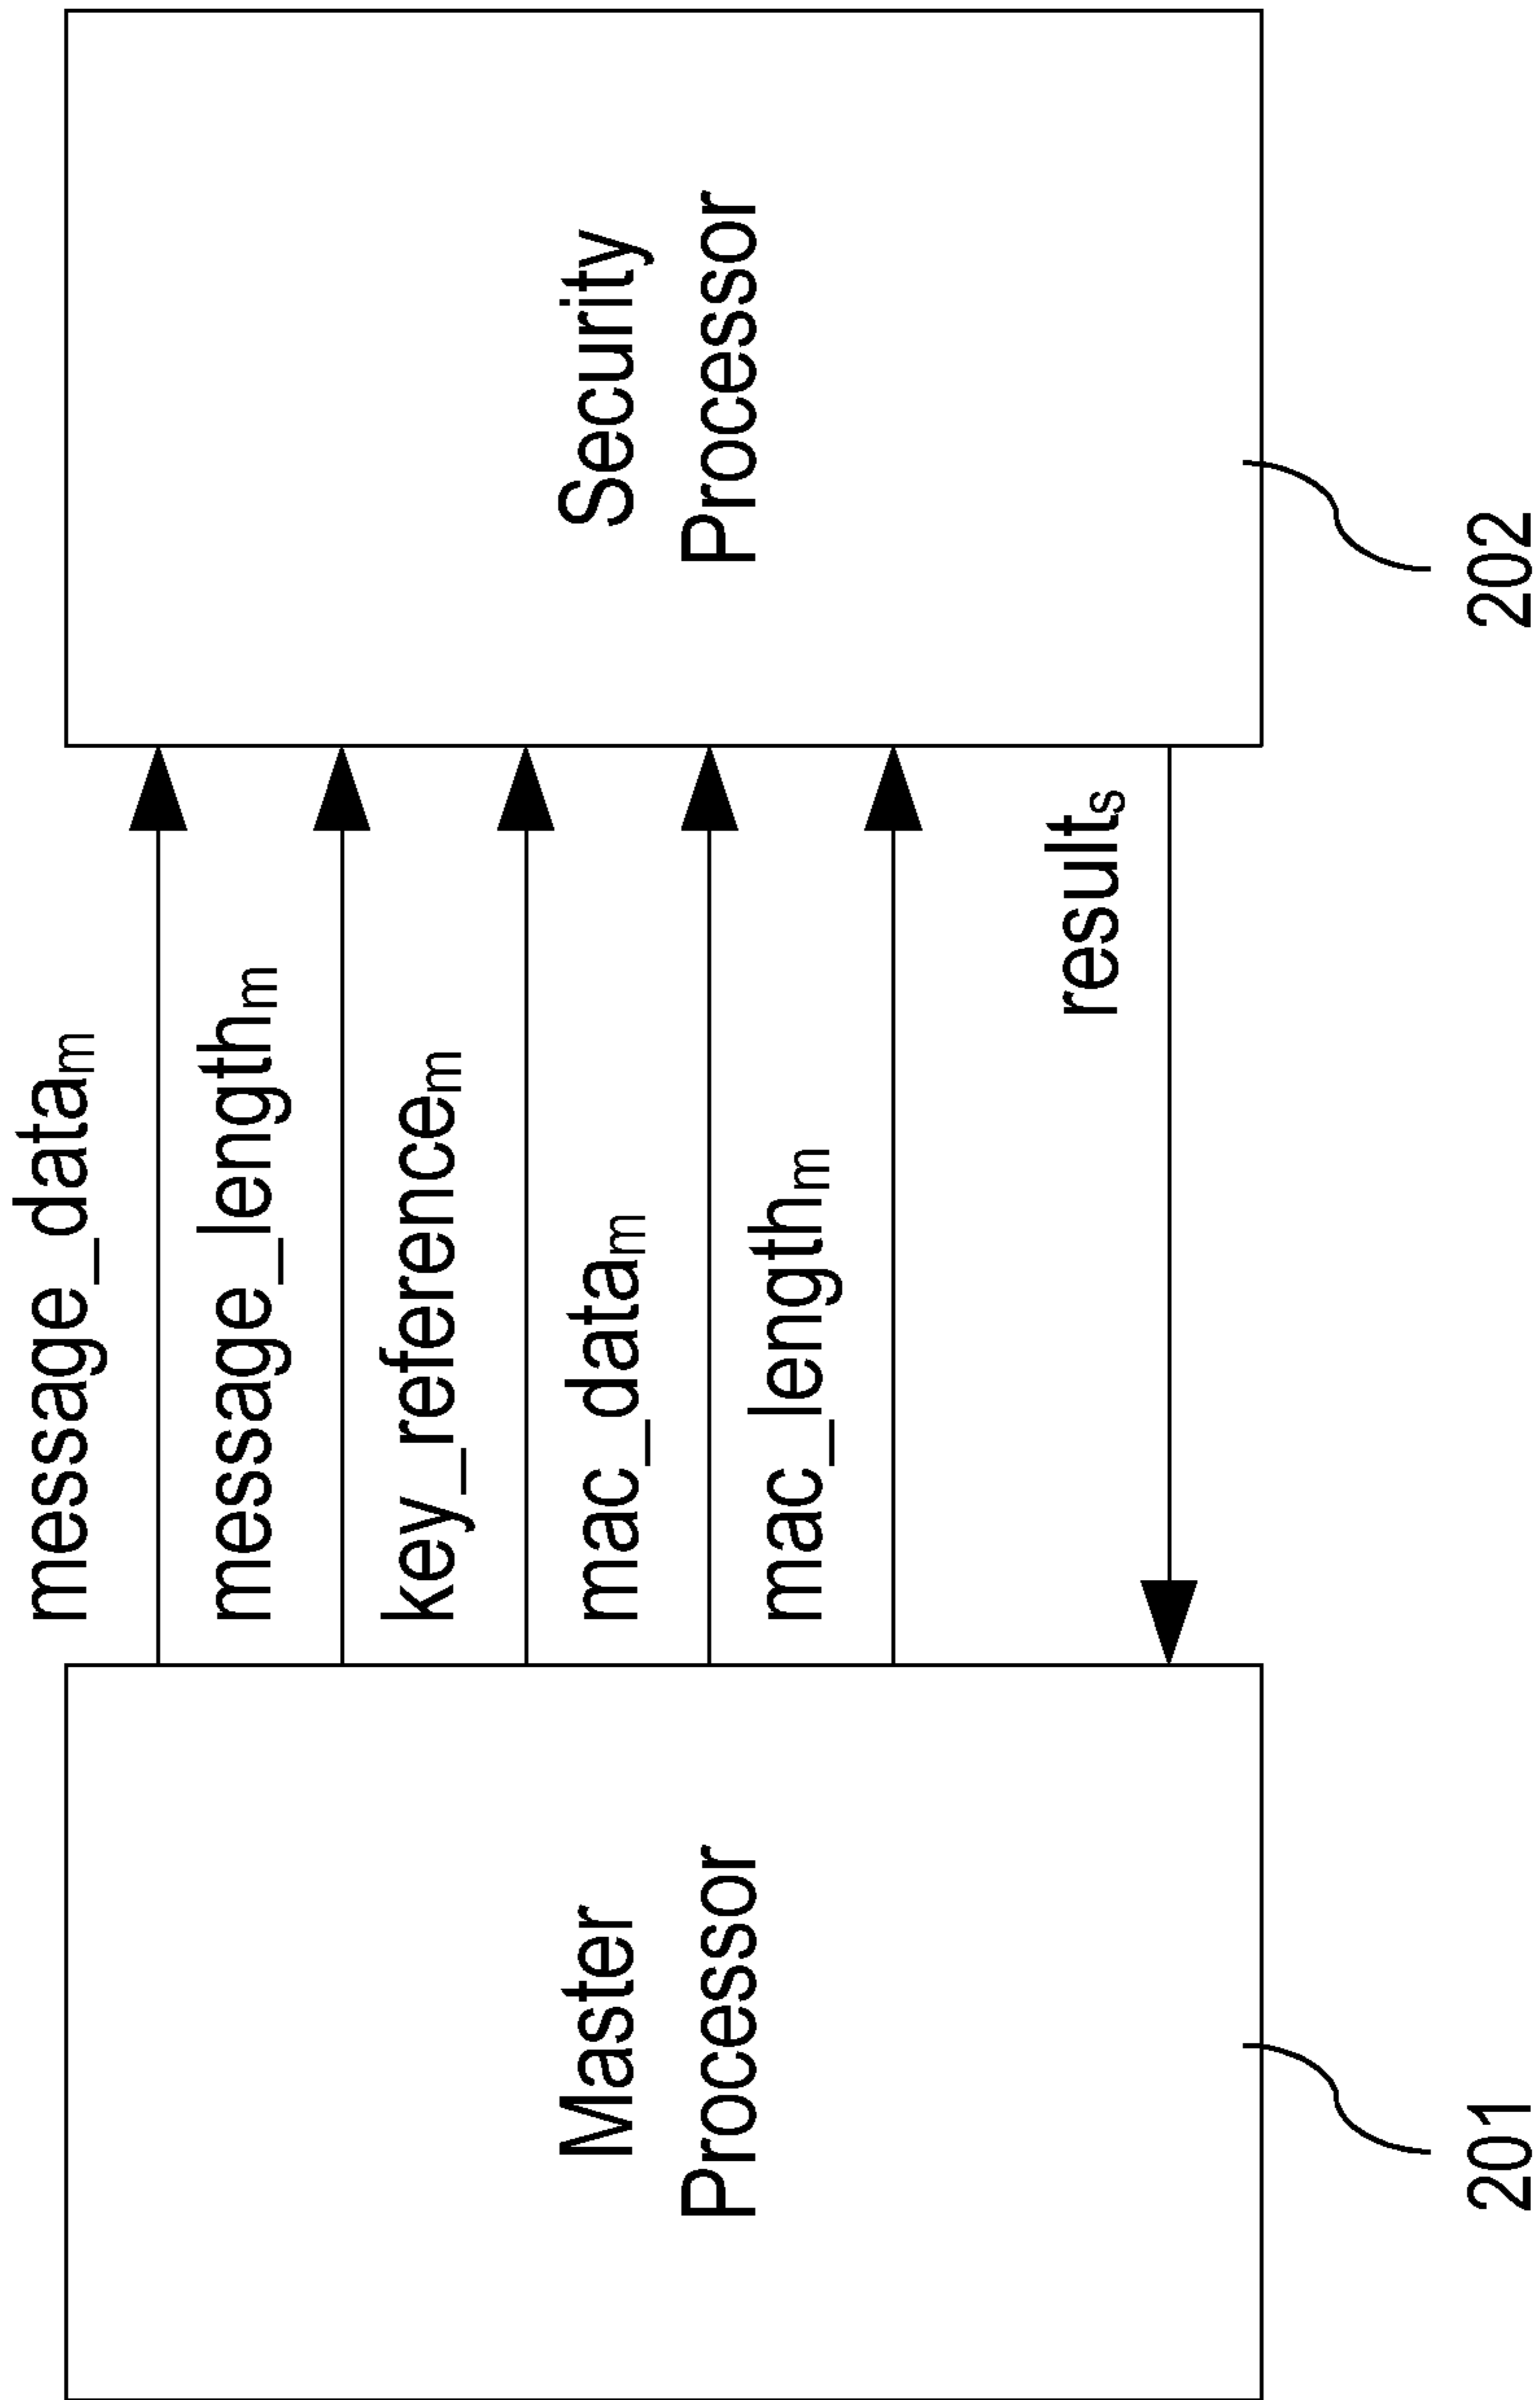 message_dataₘ
message_lengthₘ
key_referenceₘ
mac_dataₘ
mac_lengthₘ
resultₛ
Master
Processor
Security
Processor
201
202